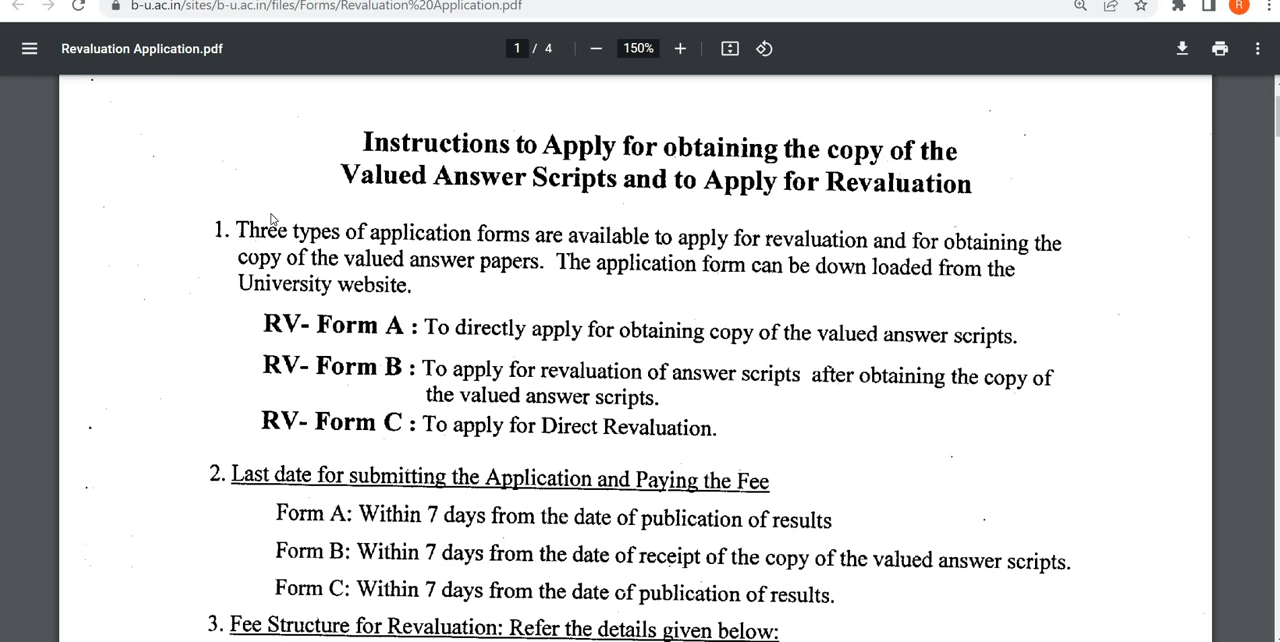 b-u.ac.in/sites/b-u.ac.in/files/Forms/Revaluation%20Application.pdf
R
Revaluation Application.pdf
1 / 4
150%
Instructions to Apply for obtaining the copy of the
Valued Answer Scripts and to Apply for Revaluation
1. Three types of application forms are available to apply for revaluation and for obtaining the
copy of the valued answer papers. The application form can be down loaded from the
University website.
RV- Form A : To directly apply for obtaining copy of the valued answer scripts.
RV- Form B : To apply for revaluation of answer scripts after obtaining the copy of
the valued answer scripts.
RV- Form C : To apply for Direct Revaluation.
2. Last date for submitting the Application and Paying the Fee
Form A: Within 7 days from the date of publication of results
Form B: Within 7 days from the date of receipt of the copy of the valued answer scripts.
Form C: Within 7 days from the date of publication of results.
3. Fee Structure for Revaluation: Refer the details given below: